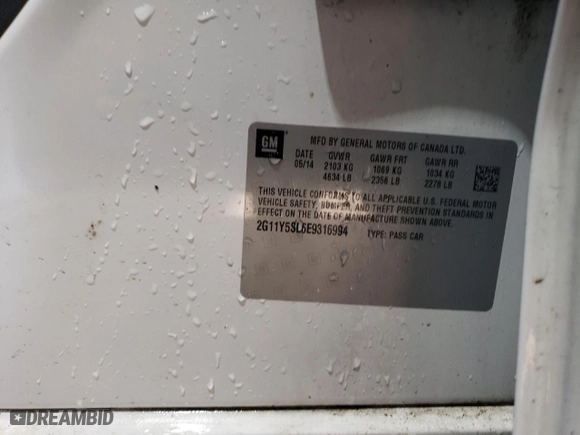 GM
MFD BY GENERAL MOTORS OF CANADA LTD.
DATE GVWR GAWR FRT GAWR RR
05/14 2103 KG 1069 KG 1034 KG
4634 LB 2356 LB 2278 LB
THIS VEHICLE CONFORMS TO ALL APPLICABLE U.S. FEDERAL MOTOR
VEHICLE SAFETY, BUMPER, AND THEFT PREVENTION STANDARDS IN
EFFECT ON THE DATE OF MANUFACTURE SHOWN ABOVE.
2G11Y5SL5E9316994 TYPE: PASS CAR
DREAMBID